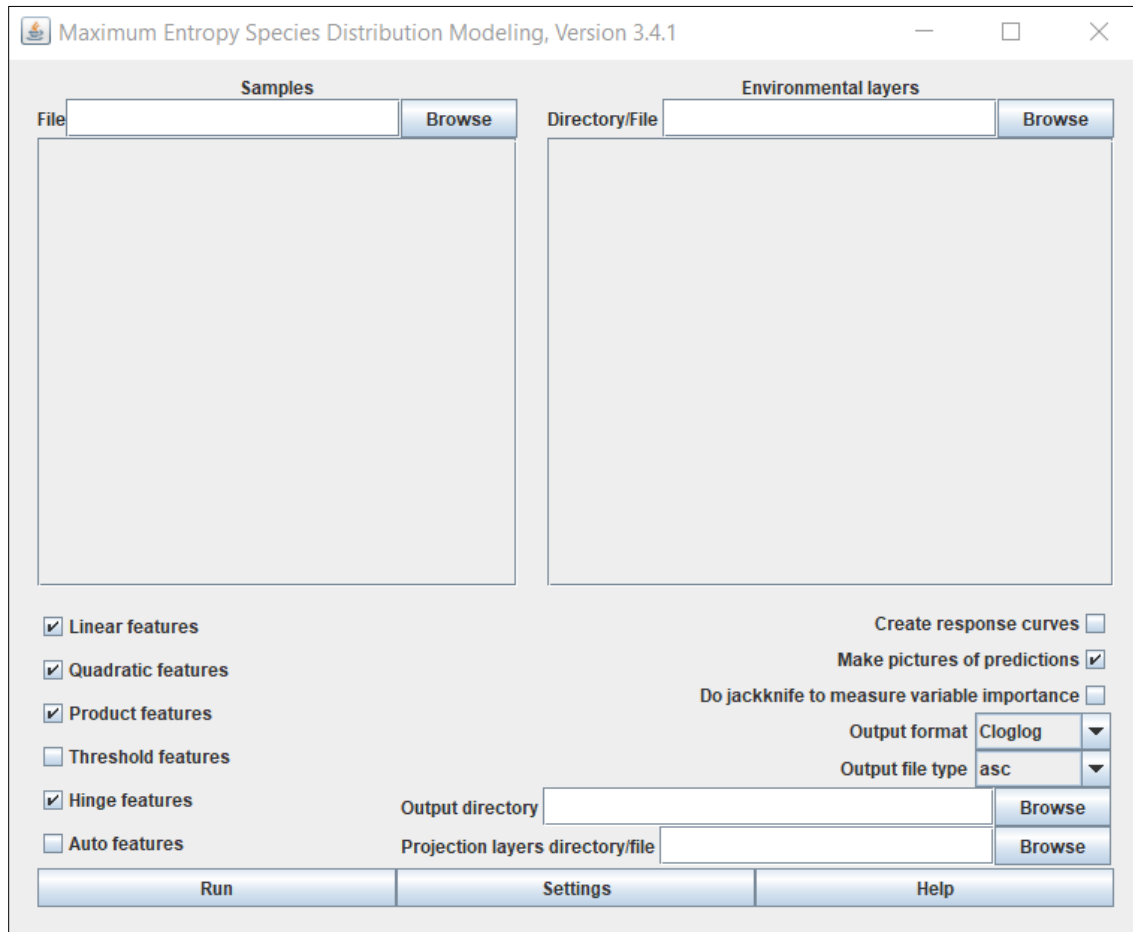 Maximum Entropy Species Distribution Modeling, Version 3.4.1
Samples
File
Browse
Environmental layers
Directory/File
Browse
Linear features
Quadratic features
Product features
Threshold features
Hinge features
Auto features
Create response curves
Make pictures of predictions
Do jackknife to measure variable importance
Output format Cloglog
Output file type asc
Output directory
Browse
Projection layers directory/file
Browse
Run
Settings
Help